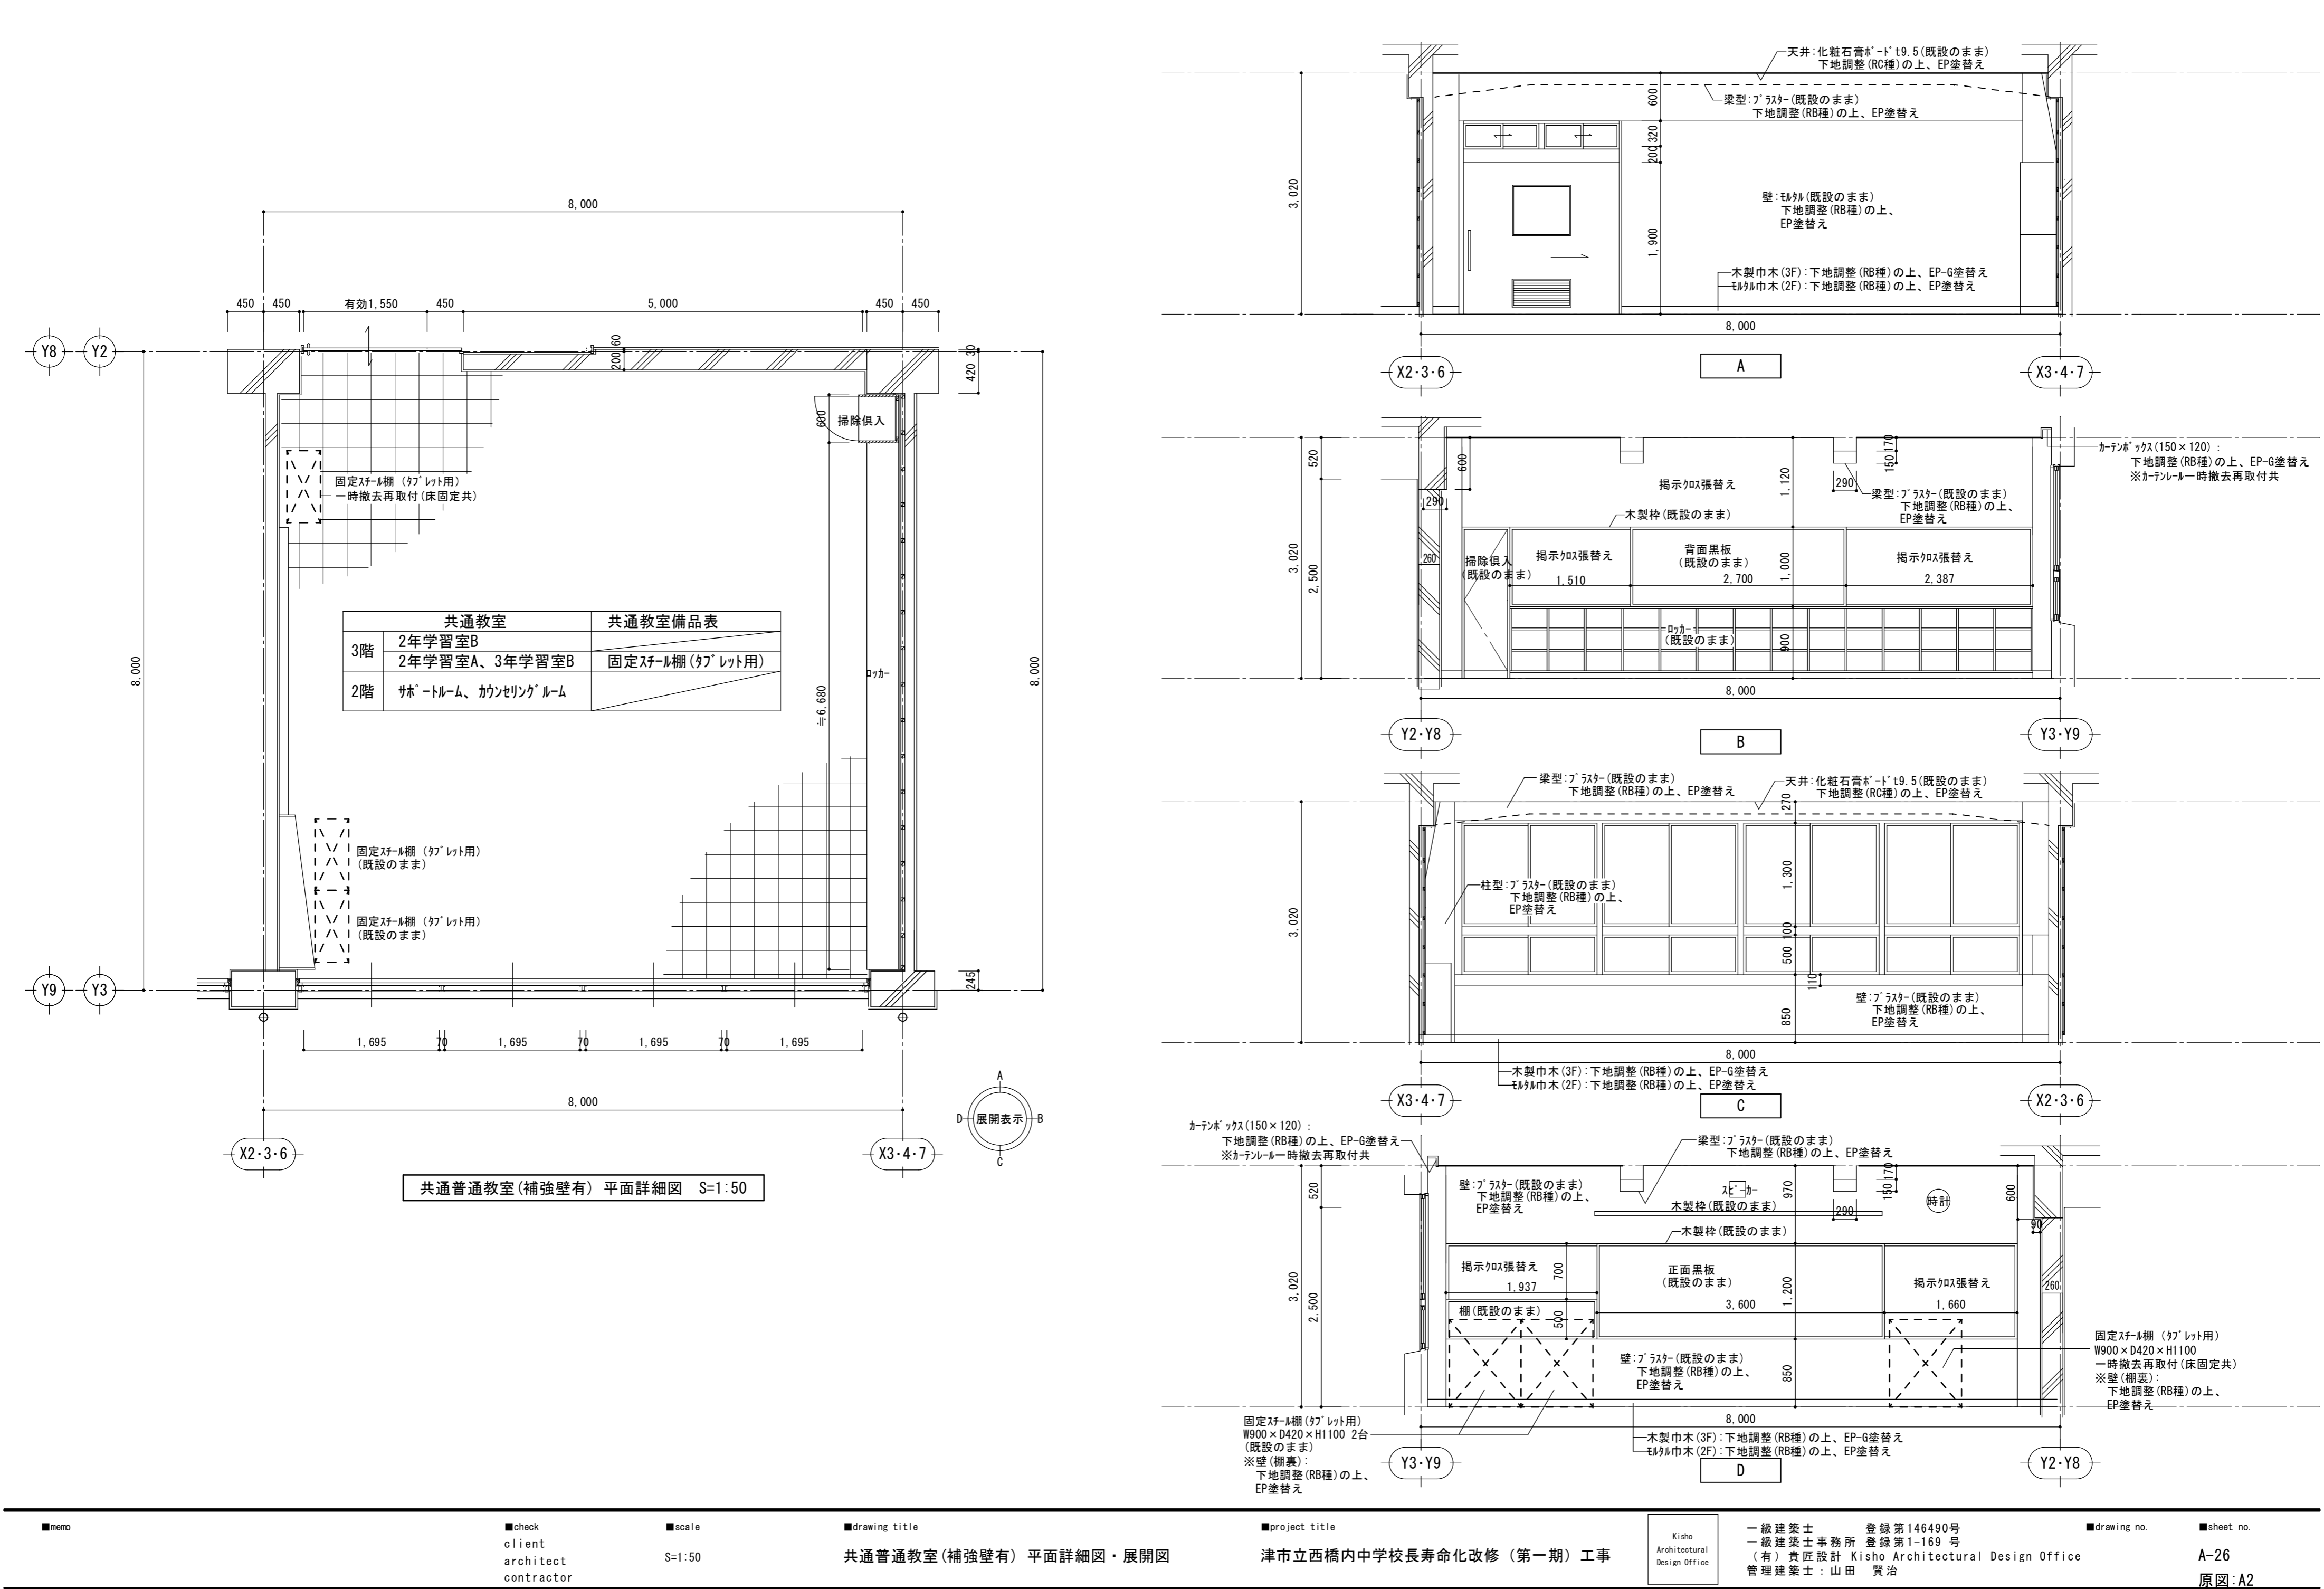 8,000
450
450
有効1,550
450
5,000
450
450
Y8
Y2
60
200
30
420
600
掃除倶入
固定ｽﾁｰﾙ棚（ﾀﾌﾞﾚｯﾄ用）
一時撤去再取付(床固定共)
8,000
8,000
共通教室
共通教室備品表
3階
2年学習室B
2年学習室A、3年学習室B
固定ｽﾁｰﾙ棚(ﾀﾌﾞﾚｯﾄ用)
2階
ｻﾎﾟｰﾄﾙｰﾑ、ｶｳﾝｾﾘﾝｸﾞﾙｰﾑ
ﾛｯｶｰ
≒6,680
固定ｽﾁｰﾙ棚（ﾀﾌﾞﾚｯﾄ用）
(既設のまま)
固定ｽﾁｰﾙ棚（ﾀﾌﾞﾚｯﾄ用）
(既設のまま)
Y9
Y3
245
1,695
70
1,695
70
1,695
70
1,695
8,000
A
D
展開表示
B
C
X2･3･6
X3･4･7
共通普通教室(補強壁有) 平面詳細図　S=1:50
天井:化粧石膏ﾎﾞｰﾄﾞt9.5(既設のまま)
下地調整(RC種)の上、EP塗替え
梁型:ﾌﾟﾗｽﾀｰ(既設のまま)
下地調整(RB種)の上、EP塗替え
600
320
200
1,900
3,020
壁:ﾓﾙﾀﾙ(既設のまま)
下地調整(RB種)の上、
EP塗替え
木製巾木(3F):下地調整(RB種)の上、EP-G塗替え
ﾓﾙﾀﾙ巾木(2F):下地調整(RB種)の上、EP塗替え
8,000
X2･3･6
A
X3･4･7
520
600
290
260
3,020
2,500
掲示ｸﾛｽ張替え
1,120
150
170
290
梁型:ﾌﾟﾗｽﾀｰ(既設のまま)
下地調整(RB種)の上、
EP塗替え
ｶｰﾃﾝﾎﾞｯｸｽ(150×120)：
下地調整(RB種)の上、EP-G塗替え
※ｶｰﾃﾝﾚｰﾙ一時撤去再取付共
木製枠(既設のまま)
掃除倶入
(既設のまま)
掲示ｸﾛｽ張替え
1,510
背面黒板
(既設のまま)
2,700
1,000
掲示ｸﾛｽ張替え
2,387
ﾛｯｶｰ
(既設のまま)
900
8,000
Y2･Y8
B
Y3･Y9
梁型:ﾌﾟﾗｽﾀｰ(既設のまま)
下地調整(RB種)の上、EP塗替え
天井:化粧石膏ﾎﾞｰﾄﾞt9.5(既設のまま)
下地調整(RC種)の上、EP塗替え
270
1,300
100
500
110
850
3,020
柱型:ﾌﾟﾗｽﾀｰ(既設のまま)
下地調整(RB種)の上、
EP塗替え
壁:ﾌﾟﾗｽﾀｰ(既設のまま)
下地調整(RB種)の上、
EP塗替え
8,000
木製巾木(3F):下地調整(RB種)の上、EP-G塗替え
ﾓﾙﾀﾙ巾木(2F):下地調整(RB種)の上、EP塗替え
X3･4･7
C
X2･3･6
ｶｰﾃﾝﾎﾞｯｸｽ(150×120)：
下地調整(RB種)の上、EP-G塗替え
※ｶｰﾃﾝﾚｰﾙ一時撤去再取付共
梁型:ﾌﾟﾗｽﾀｰ(既設のまま)
下地調整(RB種)の上、EP塗替え
520
3,020
2,500
壁:ﾌﾟﾗｽﾀｰ(既設のまま)
下地調整(RB種)の上、
EP塗替え
ｽﾋﾟｰｶｰ
木製枠(既設のまま)
970
150
170
290
時計
600
90
260
木製枠(既設のまま)
掲示ｸﾛｽ張替え
1,937
700
棚(既設のまま)
500
正面黒板
(既設のまま)
3,600
1,200
掲示ｸﾛｽ張替え
1,660
壁:ﾌﾟﾗｽﾀｰ(既設のまま)
下地調整(RB種)の上、
EP塗替え
850
固定ｽﾁｰﾙ棚（ﾀﾌﾞﾚｯﾄ用）
W900×D420×H1100
一時撤去再取付(床固定共)
※壁(棚裏)：
下地調整(RB種)の上、
EP塗替え
固定ｽﾁｰﾙ棚(ﾀﾌﾞﾚｯﾄ用)
W900×D420×H1100 2台
(既設のまま)
※壁(棚裏)：
下地調整(RB種)の上、
EP塗替え
8,000
木製巾木(3F):下地調整(RB種)の上、EP-G塗替え
ﾓﾙﾀﾙ巾木(2F):下地調整(RB種)の上、EP塗替え
Y3･Y9
D
Y2･Y8
■memo
■check
client
architect
contractor
■scale
S=1:50
■drawing title
共通普通教室(補強壁有) 平面詳細図・展開図
■project title
津市立西橋内中学校長寿命化改修（第一期）工事
Kisho
Architectural
Design Office
一級建築士　　　登録第146490号
一級建築士事務所 登録第1-169 号
（有）貴匠設計 Kisho Architectural Design Office
管理建築士：山田　賢治
■drawing no.
■sheet no.
A-26
原図:A2